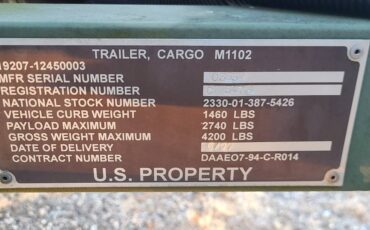 TRAILER, CARGO M1102
19207-12450003
MFR SERIAL NUMBER
REGISTRATION NUMBER
NATIONAL STOCK NUMBER 2330-01-387-5426
VEHICLE CURB WEIGHT 1460 LBS
PAYLOAD MAXIMUM 2740 LBS
GROSS WEIGHT MAXIMUM 4200 LBS
DATE OF DELIVERY
CONTRACT NUMBER DAAEO7-94-C-R014
U.S. PROPERTY